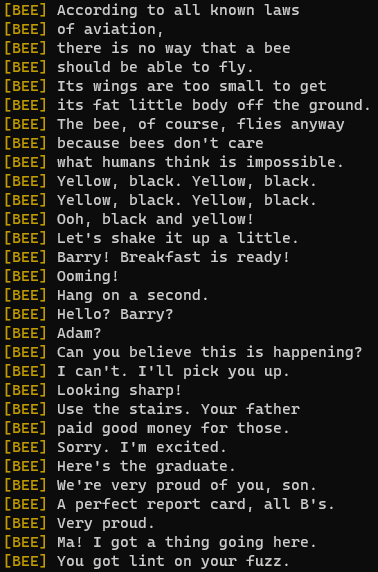 [BEE] According to all known laws
[BEE] of aviation,
[BEE] there is no way that a bee
[BEE] should be able to fly.
[BEE] Its wings are too small to get
[BEE] its fat little body off the ground.
[BEE] The bee, of course, flies anyway
[BEE] because bees don't care
[BEE] what humans think is impossible.
[BEE] Yellow, black. Yellow, black.
[BEE] Yellow, black. Yellow, black.
[BEE] Ooh, black and yellow!
[BEE] Let's shake it up a little.
[BEE] Barry! Breakfast is ready!
[BEE] Ooming!
[BEE] Hang on a second.
[BEE] Hello? Barry?
[BEE] Adam?
[BEE] Can you believe this is happening?
[BEE] I can't. I'll pick you up.
[BEE] Looking sharp!
[BEE] Use the stairs. Your father
[BEE] paid good money for those.
[BEE] Sorry. I'm excited.
[BEE] Here's the graduate.
[BEE] We're very proud of you, son.
[BEE] A perfect report card, all B's.
[BEE] Very proud.
[BEE] Ma! I got a thing going here.
[BEE] You got lint on your fuzz.